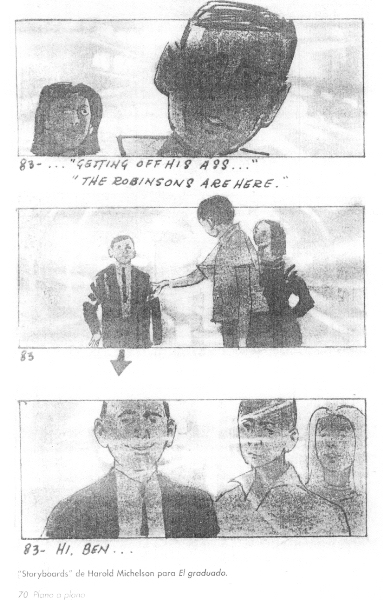 83-... "GETTING OFF HIS ASS..."
"THE ROBINSONS ARE HERE."
83
83- HI, BEN...
"Storyboards" de Harold Michelson para El graduado.
70 Plano a plano